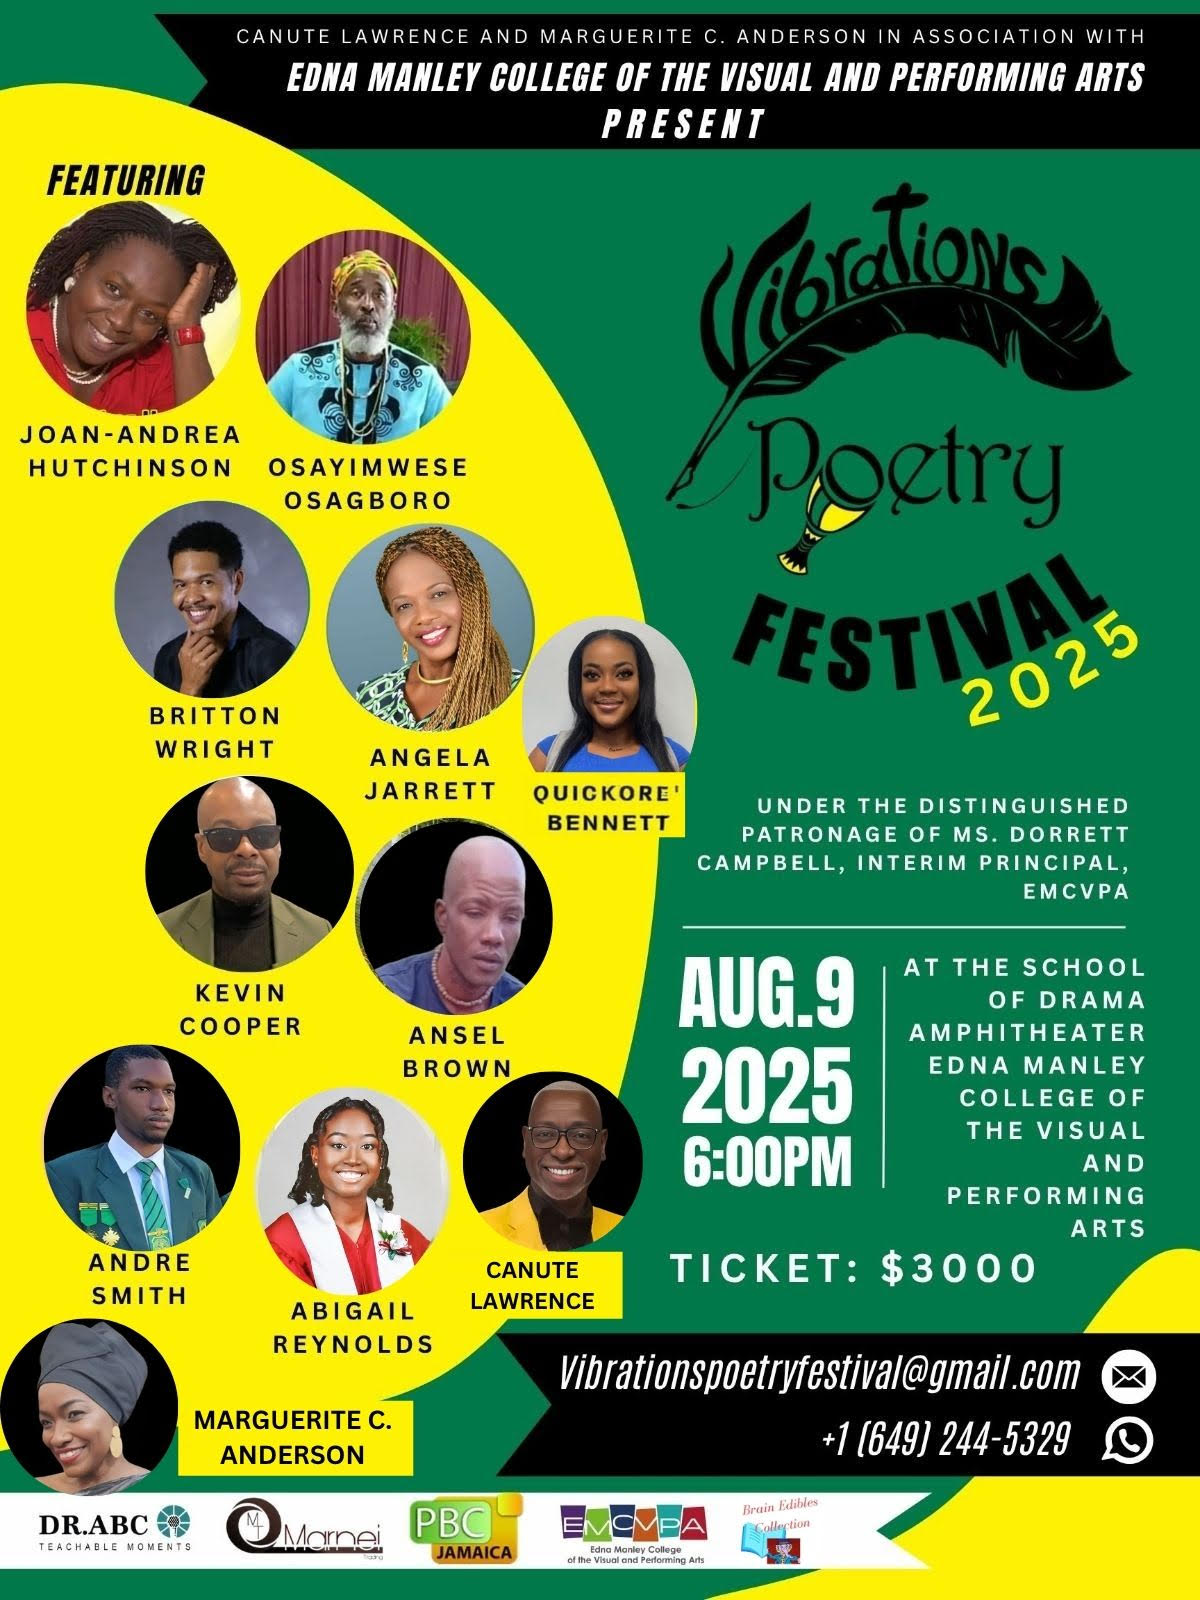 CANUTE LAWRENCE AND MARGUERITE C. ANDERSON IN ASSOCIATION WITH
EDNA MANLEY COLLEGE OF THE VISUAL AND PERFORMING ARTS
PRESENT
FEATURING
JOAN-ANDREA
HUTCHINSON
OSAYIMWESE
OSAGBORO
BRITTON
WRIGHT
ANGELA
JARRETT
QUICKORE'
BENNETT
KEVIN
COOPER
ANSEL
BROWN
ANDRE
SMITH
ABIGAIL
REYNOLDS
CANUTE
LAWRENCE
MARGUERITE C.
ANDERSON
Vibrations
Poetry
FESTIVAL
2025
UNDER THE DISTINGUISHED
PATRONAGE OF MS. DORRETT
CAMPBELL, INTERIM PRINCIPAL,
EMCVPA
AUG.9
2025
6:00PM
AT THE SCHOOL
OF DRAMA
AMPHITHEATER
EDNA MANLEY
COLLEGE OF
THE VISUAL
AND
PERFORMING
ARTS
TICKET: $3000
Vibrationspoetryfestival@gmail.com
+1 (649) 244-5329
DR.ABC
TEACHABLE MOMENTS
MT
Marnei
Trading
PBC
JAMAICA
EMCVPA
Edna Manley College
of the Visual and Performing Arts
Brain Edibles
Collection